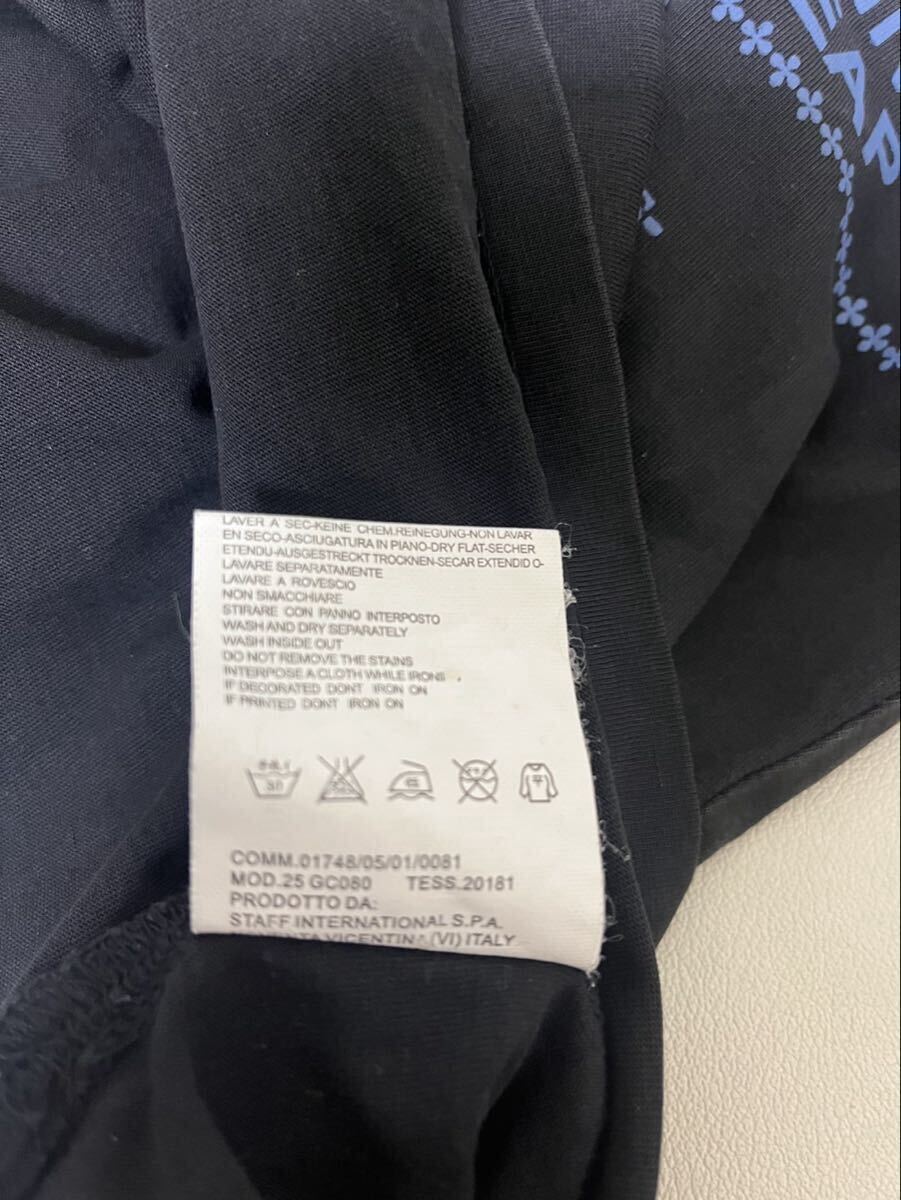 LAVER A SEC-KEINE CHEM.REINEGUNG-NON LAVAR
EN SECO-ASCIUGATURA IN PIANO-DRY FLAT-SECHER
ETENDU-AUSGESTRECKT TROCKNEN-SECAR EXTENDID O-
LAVARE SEPARATAMENTE
LAVARE A ROVESCIO
NON SMACCHIARE
STIRARE CON PANNO INTERPOSTO
WASH AND DRY SEPARATELY
WASH INSIDE OUT
DO NOT REMOVE THE STAINS
INTERPOSE A CLOTH WHILE IRONI
IF DECORATED DONT IRON ON
IF PRINTED DONT IRON ON
30
COMM.01748/05/01/0081
MOD.25 GC080 TESS.20181
PRODOTTO DA:
STAFF INTERNATIONAL S.P.A.
VICENTINA (VI) ITALY